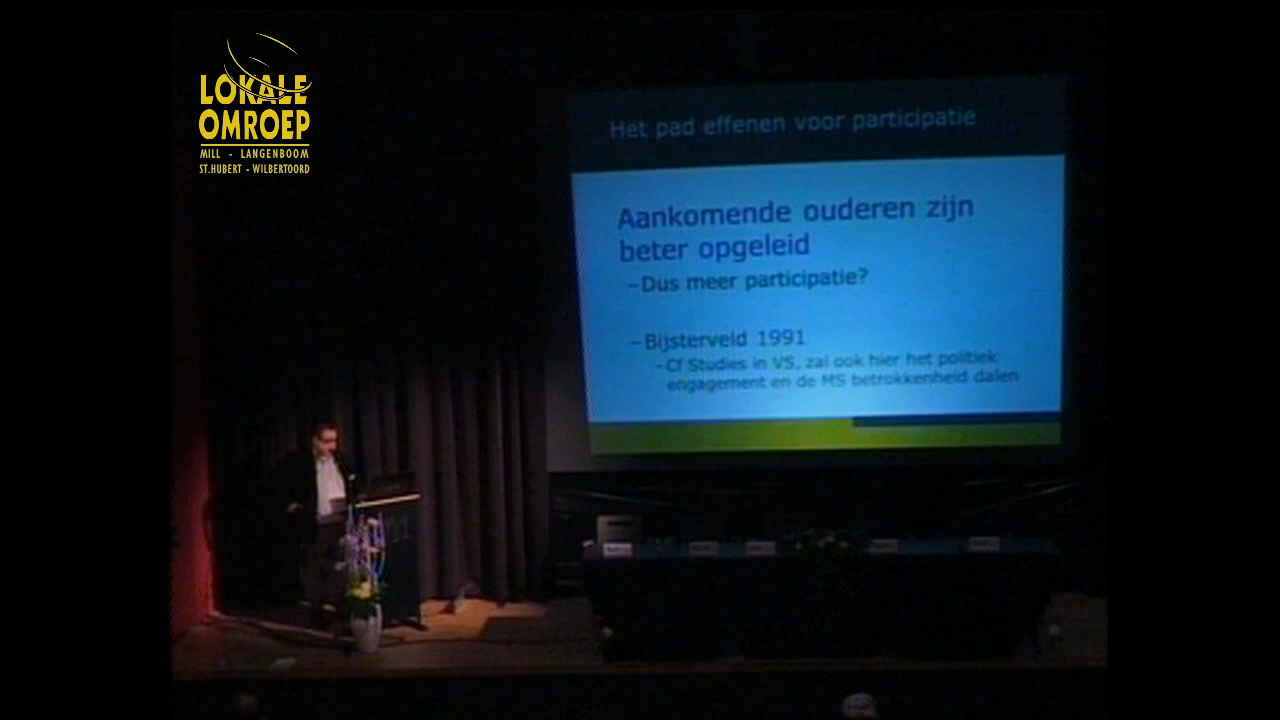 LOKALE
OMROEP
MILL - LANGENBOOM
ST.HUBERT - WILBERTOORD
Het pad effenen voor participatie
Aankomende ouderen zijn
beter opgeleid
–Dus meer participatie?
–Bijsterveld 1991
–Cf Studies in VS, zal ook hier het politiek
engagement en de MS betrokkenheid dalen